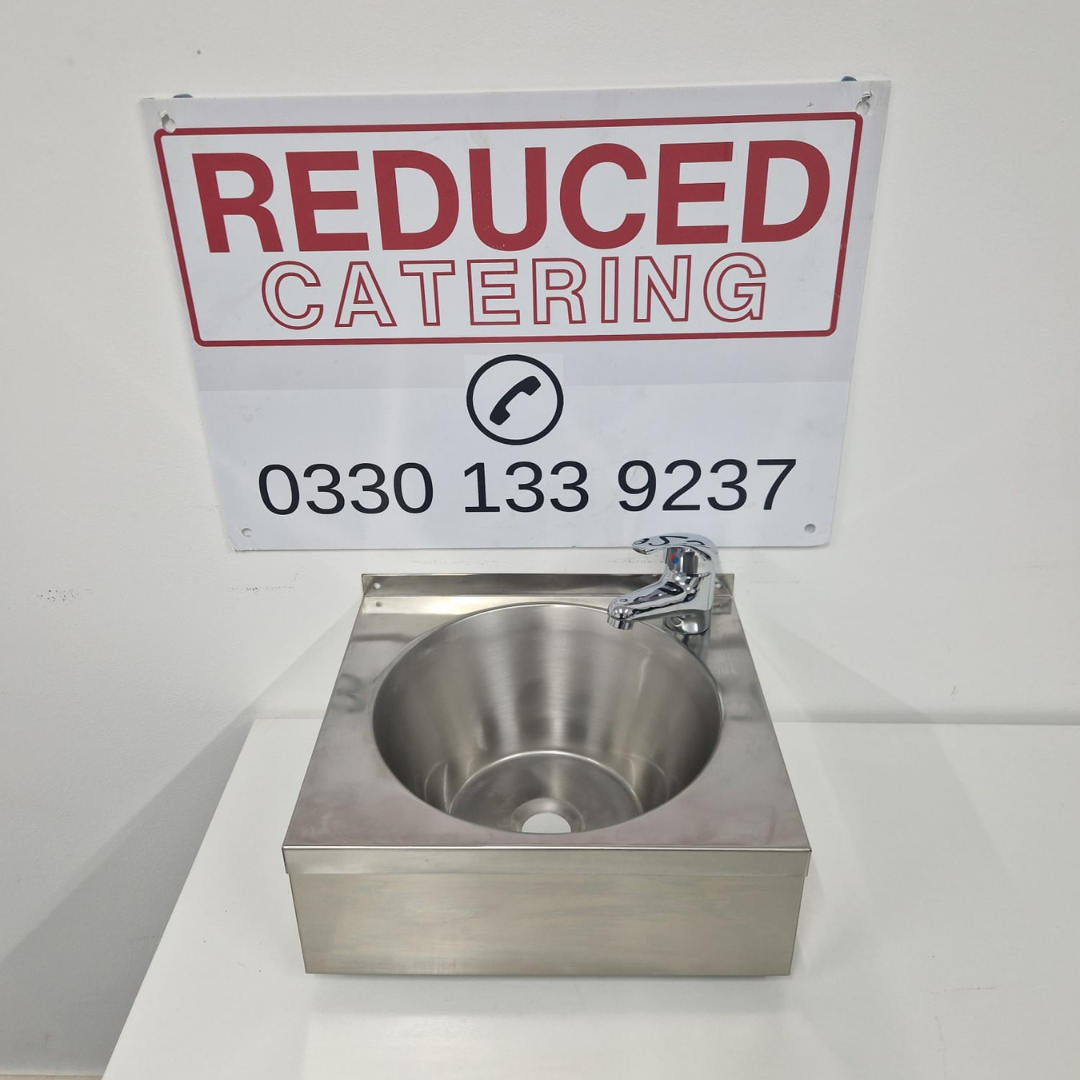 REDUCED
CATERING
0330 133 9237